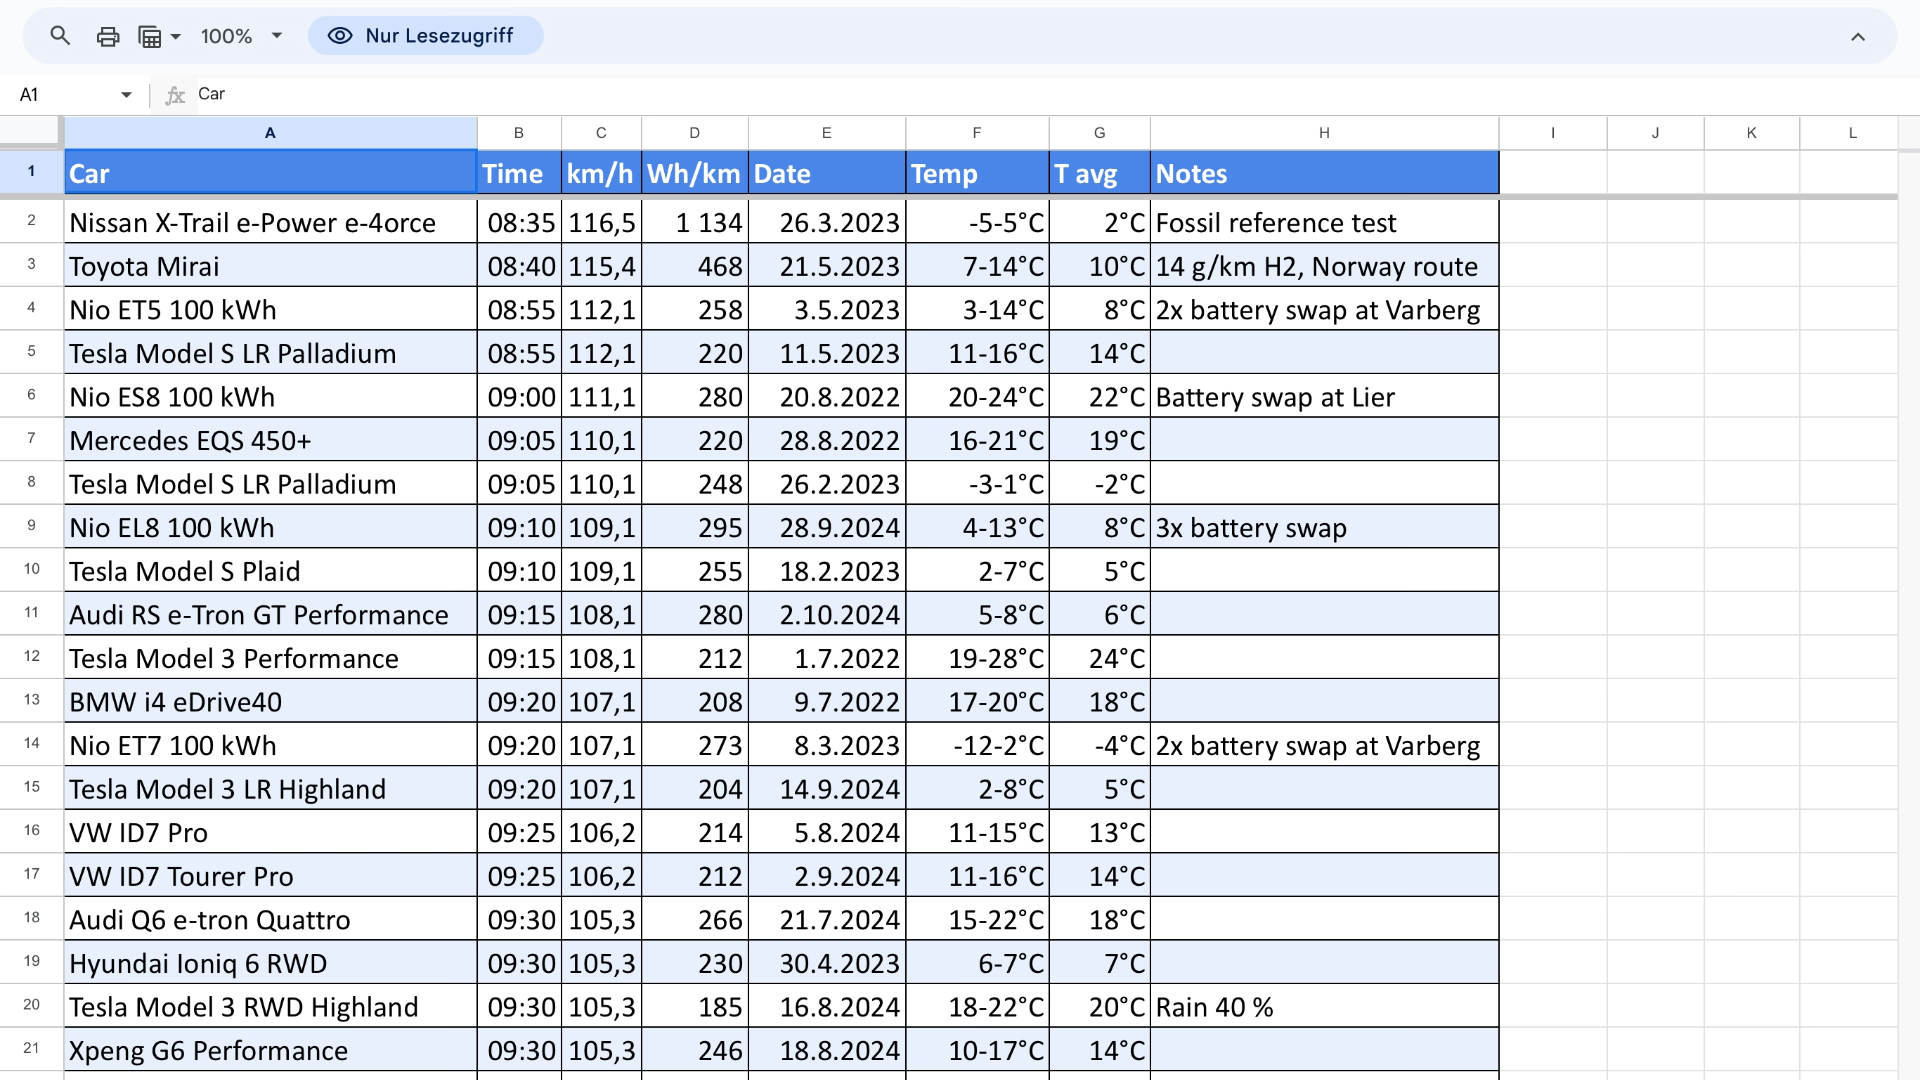 100% Nur Lesezugriff
A1 fx Car
A B C D E F G H I J K L
1 Car Time km/h Wh/km Date Temp T avg Notes
2 Nissan X-Trail e-Power e-4orce 08:35 116,5 1 134 26.3.2023 -5-5°C 2°C Fossil reference test
3 Toyota Mirai 08:40 115,4 468 21.5.2023 7-14°C 10°C 14 g/km H2, Norway route
4 Nio ET5 100 kWh 08:55 112,1 258 3.5.2023 3-14°C 8°C 2x battery swap at Varberg
5 Tesla Model S LR Palladium 08:55 112,1 220 11.5.2023 11-16°C 14°C
6 Nio ES8 100 kWh 09:00 111,1 280 20.8.2022 20-24°C 22°C Battery swap at Lier
7 Mercedes EQS 450+ 09:05 110,1 220 28.8.2022 16-21°C 19°C
8 Tesla Model S LR Palladium 09:05 110,1 248 26.2.2023 -3-1°C -2°C
9 Nio EL8 100 kWh 09:10 109,1 295 28.9.2024 4-13°C 8°C 3x battery swap
10 Tesla Model S Plaid 09:10 109,1 255 18.2.2023 2-7°C 5°C
11 Audi RS e-Tron GT Performance 09:15 108,1 280 2.10.2024 5-8°C 6°C
12 Tesla Model 3 Performance 09:15 108,1 212 1.7.2022 19-28°C 24°C
13 BMW i4 eDrive40 09:20 107,1 208 9.7.2022 17-20°C 18°C
14 Nio ET7 100 kWh 09:20 107,1 273 8.3.2023 -12-2°C -4°C 2x battery swap at Varberg
15 Tesla Model 3 LR Highland 09:20 107,1 204 14.9.2024 2-8°C 5°C
16 VW ID7 Pro 09:25 106,2 214 5.8.2024 11-15°C 13°C
17 VW ID7 Tourer Pro 09:25 106,2 212 2.9.2024 11-16°C 14°C
18 Audi Q6 e-tron Quattro 09:30 105,3 266 21.7.2024 15-22°C 18°C
19 Hyundai Ioniq 6 RWD 09:30 105,3 230 30.4.2023 6-7°C 7°C
20 Tesla Model 3 RWD Highland 09:30 105,3 185 16.8.2024 18-22°C 20°C Rain 40 %
21 Xpeng G6 Performance 09:30 105,3 246 18.8.2024 10-17°C 14°C